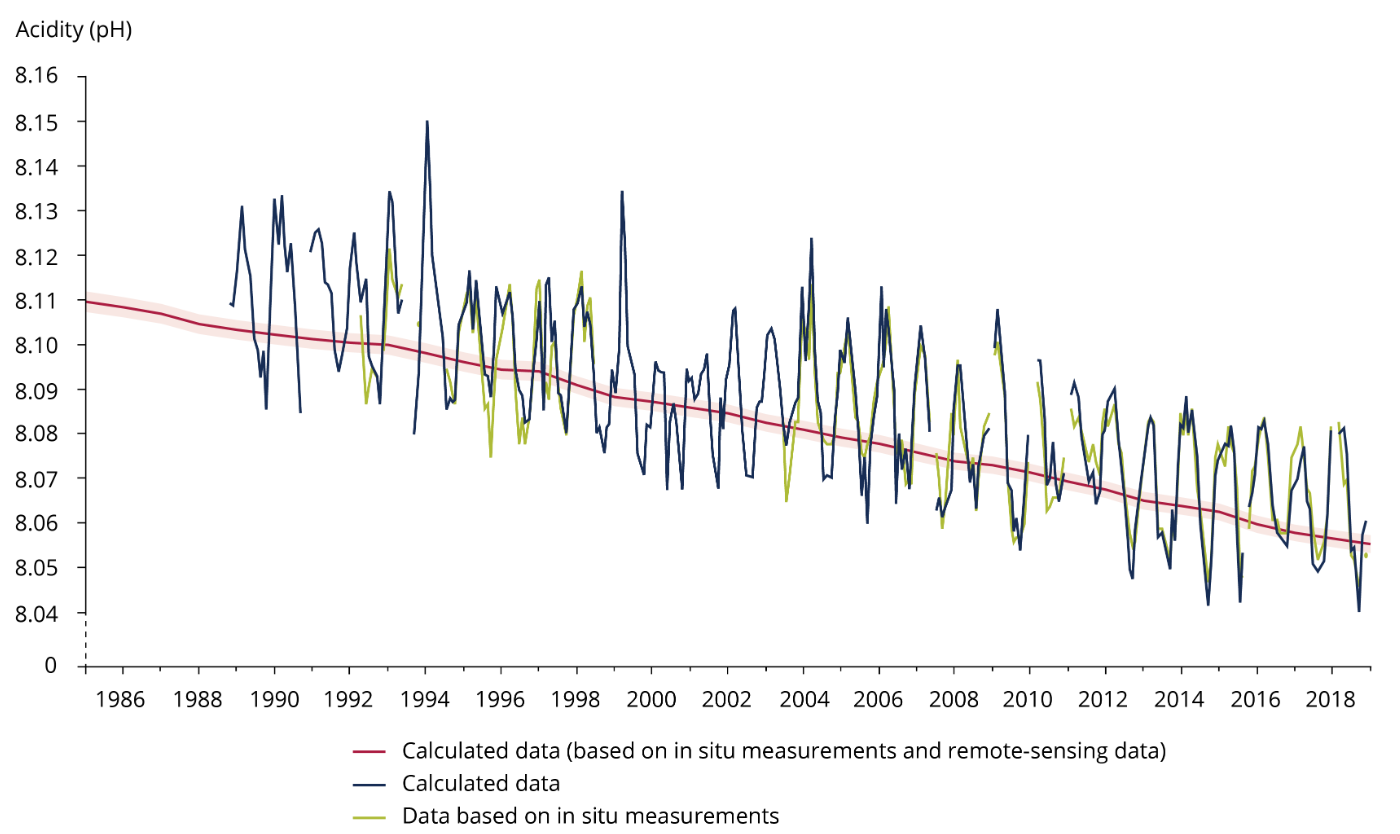 Acidity (pH)
8.16
8.15
8.14
8.13
8.12
8.11
8.10
8.09
8.08
8.07
8.06
8.05
8.04
0
1986 1988 1990 1992 1994 1996 1998 2000 2002 2004 2006 2008 2010 2012 2014 2016 2018
Calculated data (based on in situ measurements and remote-sensing data)
Calculated data
Data based on in situ measurements